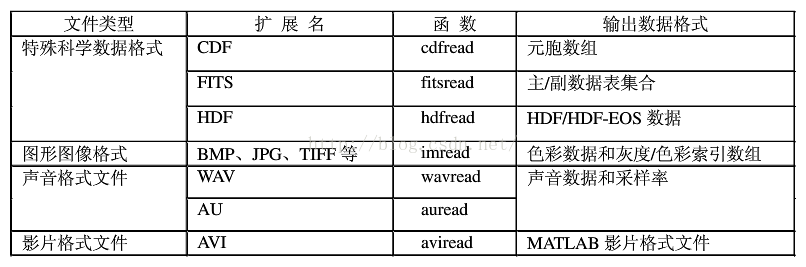 文件类型 扩 展 名 函 数 输出数据格式
特殊科学数据格式 CDF cdfread 元胞数组
FITS fitsread 主/副数据表集合
HDF hdfread HDF/HDF-EOS 数据
http://blog.csdn.net/
图形图像格式 BMP、JPG、TIFF 等 imread 色彩数据和灰度/色彩索引数组
声音格式文件 WAV wavread 声音数据和采样率
AU auread
影片格式文件 AVI aviread MATLAB 影片格式文件